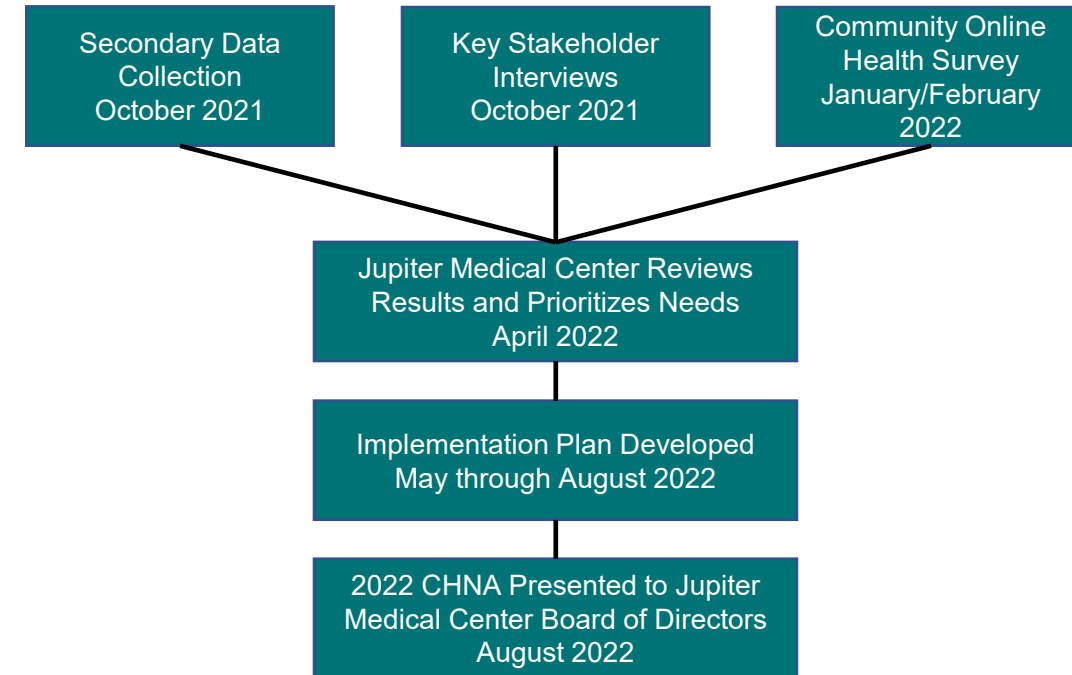 Secondary Data
Collection
October 2021
Key Stakeholder
Interviews
October 2021
Community Online
Health Survey
January/February
2022
Jupiter Medical Center Reviews
Results and Prioritizes Needs
April 2022
Implementation Plan Developed
May through August 2022
2022 CHNA Presented to Jupiter
Medical Center Board of Directors
August 2022